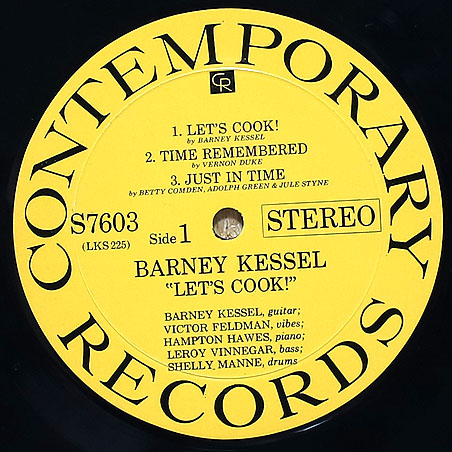 CONTEMPORARY
CR
1. LET'S COOK!
by BARNEY KESSEL
2. TIME REMEMBERED
by VERNON DUKE
3. JUST IN TIME
by BETTY COMDEN, ADOLPH GREEN & JULE STYNE
S7603
(LKS 225)
Side 1
STEREO
BARNEY KESSEL
"LET'S COOK!"
BARNEY KESSEL, guitar;
VICTOR FELDMAN, vibes;
HAMPTON HAWES, piano;
LEROY VINNEGAR, bass;
SHELLY MANNE, drums
RECORDS